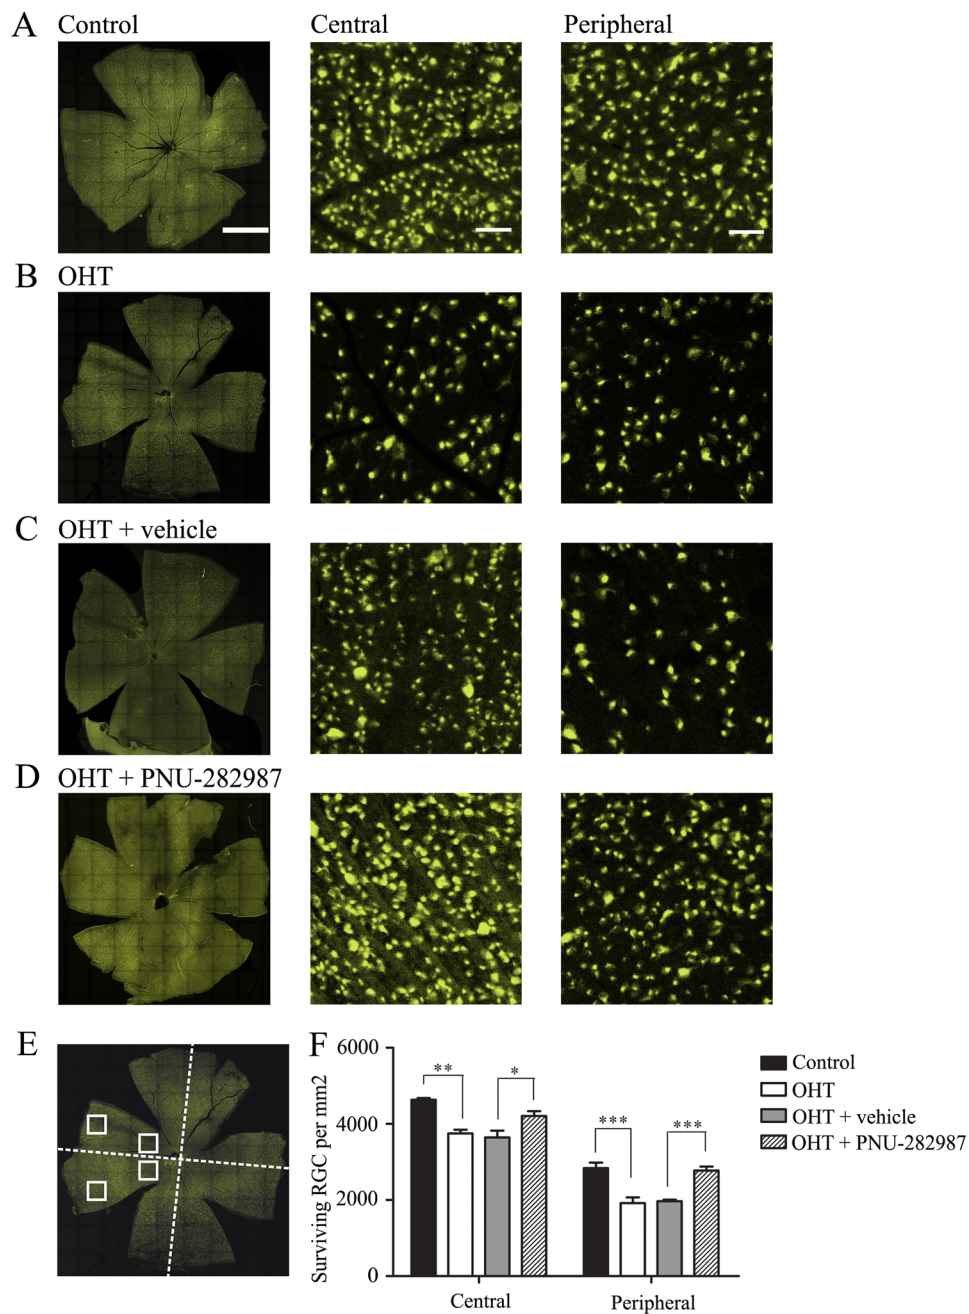 A Control Central Peripheral
B OHT
C OHT + vehicle
D OHT + PNU-282987
E F
6000
4000
2000
0
Surviving RGC per mm2
** * *** ***
Central Peripheral
Control
OHT
OHT + vehicle
OHT + PNU-282987